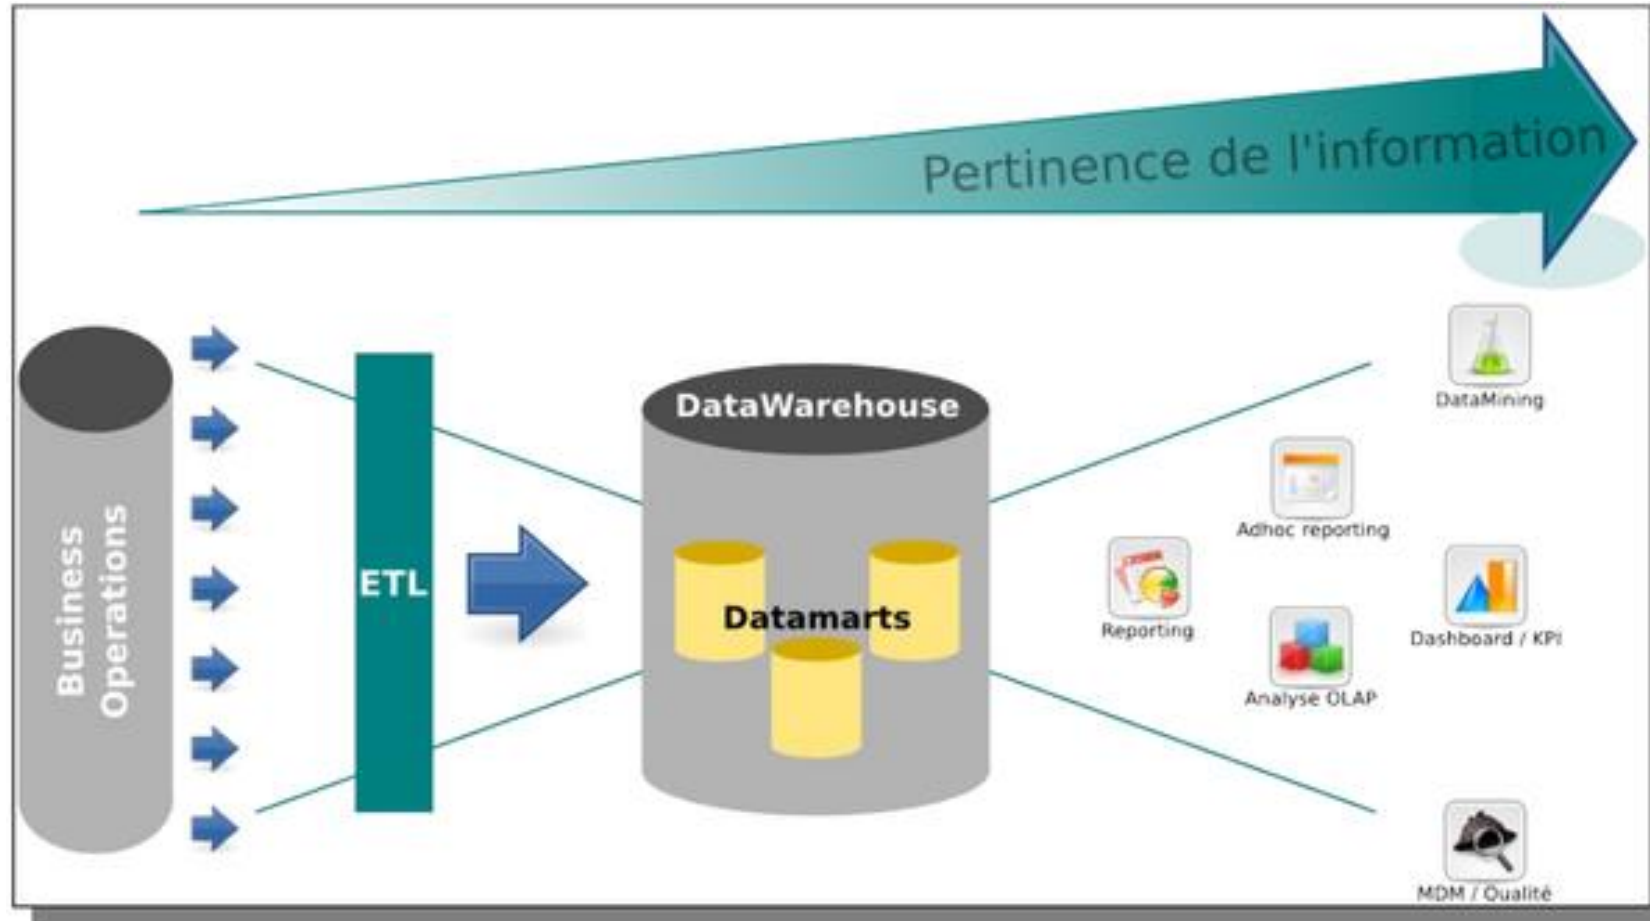 Pertinence de l'information
Business
Operations
ETL
DataWarehouse
Datamarts
DataMining
Adhoc reporting
Reporting
Dashboard / KPI
Analyse OLAP
MDM / Qualité